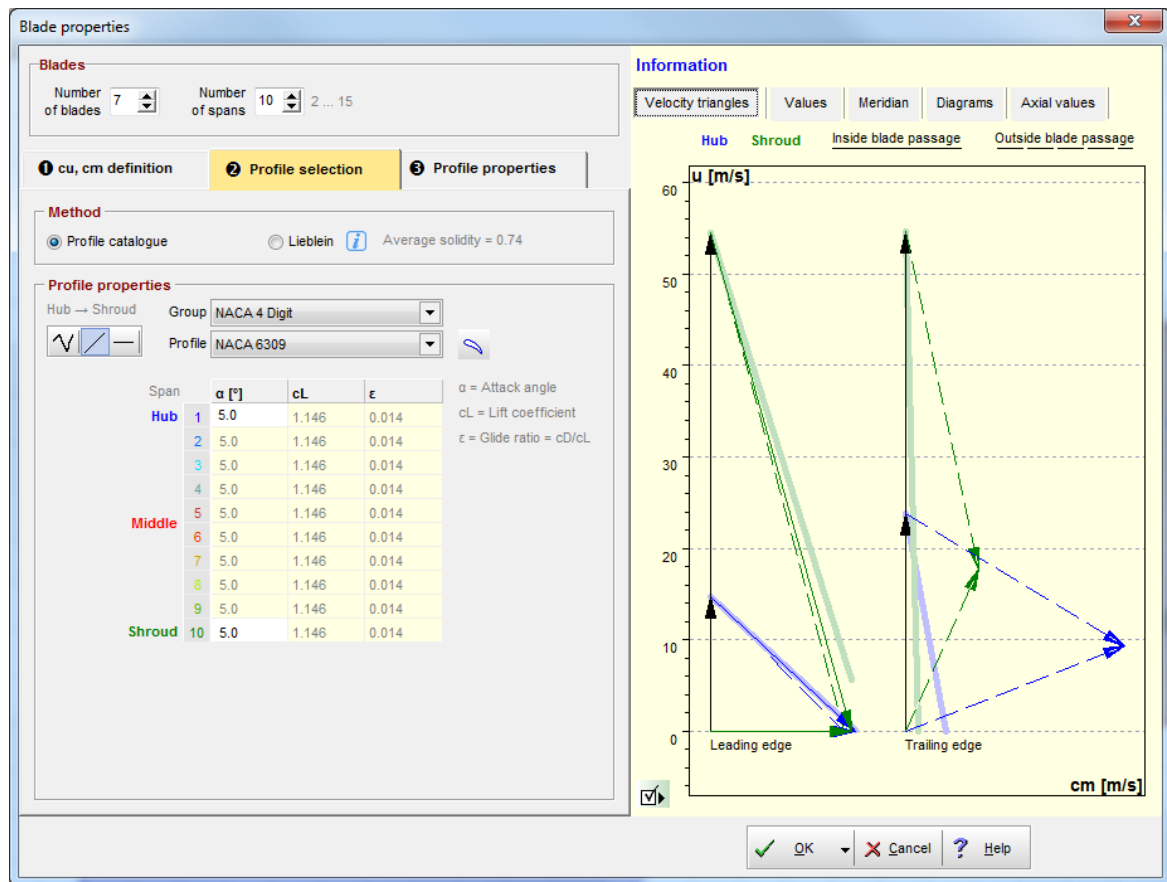 Blade properties
Blades
Number of blades 7
Number of spans 10 2 ... 15
❶ cu, cm definition
❷ Profile selection
❸ Profile properties
Method
Profile catalogue
Lieblein i Average solidity = 0.74
Profile properties
Hub → Shroud
Group NACA 4 Digit
Profile NACA 6309
Span α [°] cL ε
Hub 1 5.0 1.146 0.014
2 5.0 1.146 0.014
3 5.0 1.146 0.014
4 5.0 1.146 0.014
Middle
5 5.0 1.146 0.014
6 5.0 1.146 0.014
7 5.0 1.146 0.014
8 5.0 1.146 0.014
9 5.0 1.146 0.014
Shroud 10 5.0 1.146 0.014
α = Attack angle
cL = Lift coefficient
ε = Glide ratio = cD/cL
Information
Velocity triangles Values Meridian Diagrams Axial values
Hub Shroud Inside blade passage Outside blade passage
u [m/s]
60
50
40
30
20
10
0
Leading edge
Trailing edge
cm [m/s]
OK Cancel ? Help